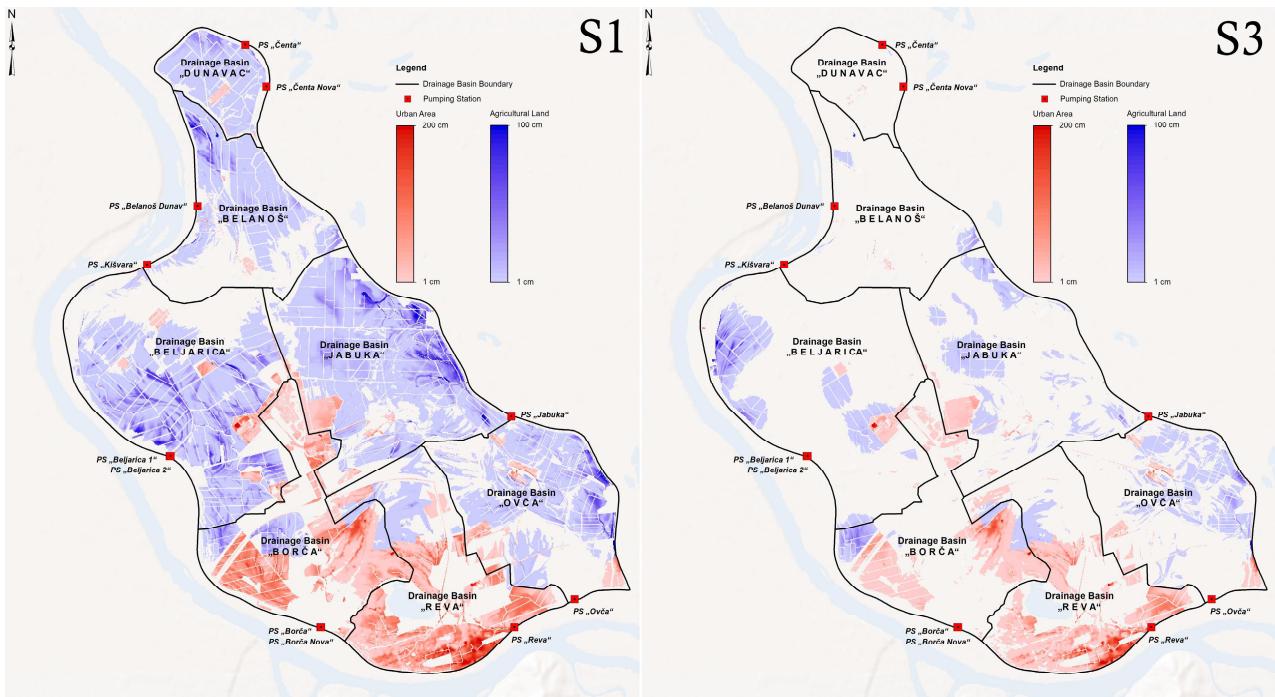 N
S1
PS „Čenta“
Drainage Basin
„DUNAVAC“
PS „Čenta Nova“
Legend
Drainage Basin Boundary
Pumping Station
Urban Area
Agricultural Land
200 cm
100 cm
1 cm
1 cm
PS „Belanoš Dunav“
Drainage Basin
„BELANOŠ“
PS „Kišvara“
Drainage Basin
„BELJARICA“
Drainage Basin
„JABUKA“
PS „Jabuka“
PS „Beljarica 1“
PS „Beljarica 2“
Drainage Basin
„OVČA“
Drainage Basin
„BORČA“
Drainage Basin
„REVA“
PS „Ovča“
PS „Borča“
PS „Borča Nova“
PS „Reva“
N
S3
PS „Čenta“
Drainage Basin
„DUNAVAC“
PS „Čenta Nova“
Legend
Drainage Basin Boundary
Pumping Station
Urban Area
Agricultural Land
200 cm
100 cm
1 cm
1 cm
PS „Belanoš Dunav“
Drainage Basin
„BELANOŠ“
PS „Kišvara“
Drainage Basin
„BELJARICA“
Drainage Basin
„JABUKA“
PS „Jabuka“
PS „Beljarica 1“
PS „Beljarica 2“
Drainage Basin
„OVČA“
Drainage Basin
„BORČA“
Drainage Basin
„REVA“
PS „Ovča“
PS „Borča“
PS „Borča Nova“
PS „Reva“